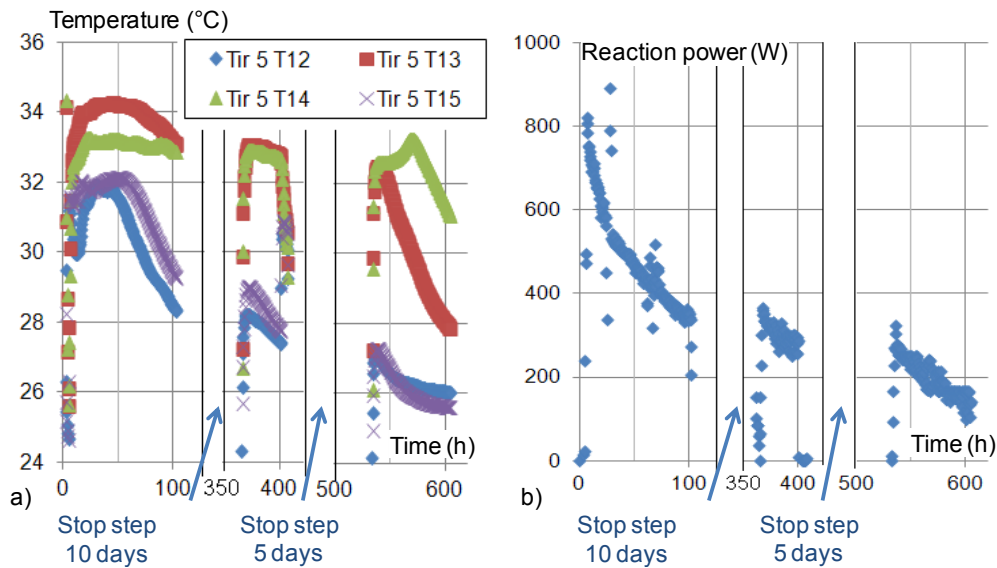 Temperature (°C)
36
34
32
30
28
26
24
Tir 5 T12
Tir 5 T13
Tir 5 T14
Tir 5 T15
Time (h)
0
100
350
400
500
600
a)
Stop step
10 days
Stop step
5 days
Reaction power (W)
1000
800
600
400
200
0
Time (h)
0
100
350
400
500
600
b)
Stop step
10 days
Stop step
5 days